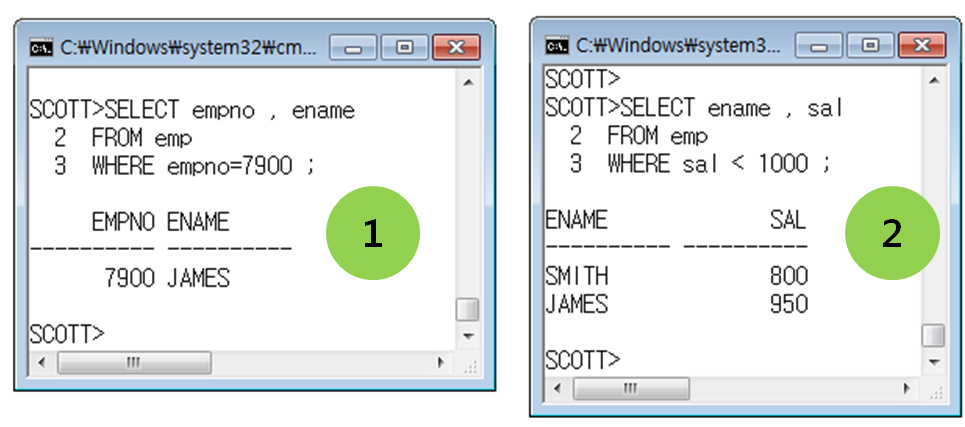 C:₩Windows₩system32₩cm...
SCOTT>SELECT empno , ename
2 FROM emp
3 WHERE empno=7900 ;
EMPNO ENAME
---------- ----------
7900 JAMES
SCOTT>
1
C:₩Windows₩system3...
SCOTT>
SCOTT>SELECT ename , sal
2 FROM emp
3 WHERE sal < 1000 ;
ENAME SAL
---------- ----------
SMITH 800
JAMES 950
SCOTT>
2